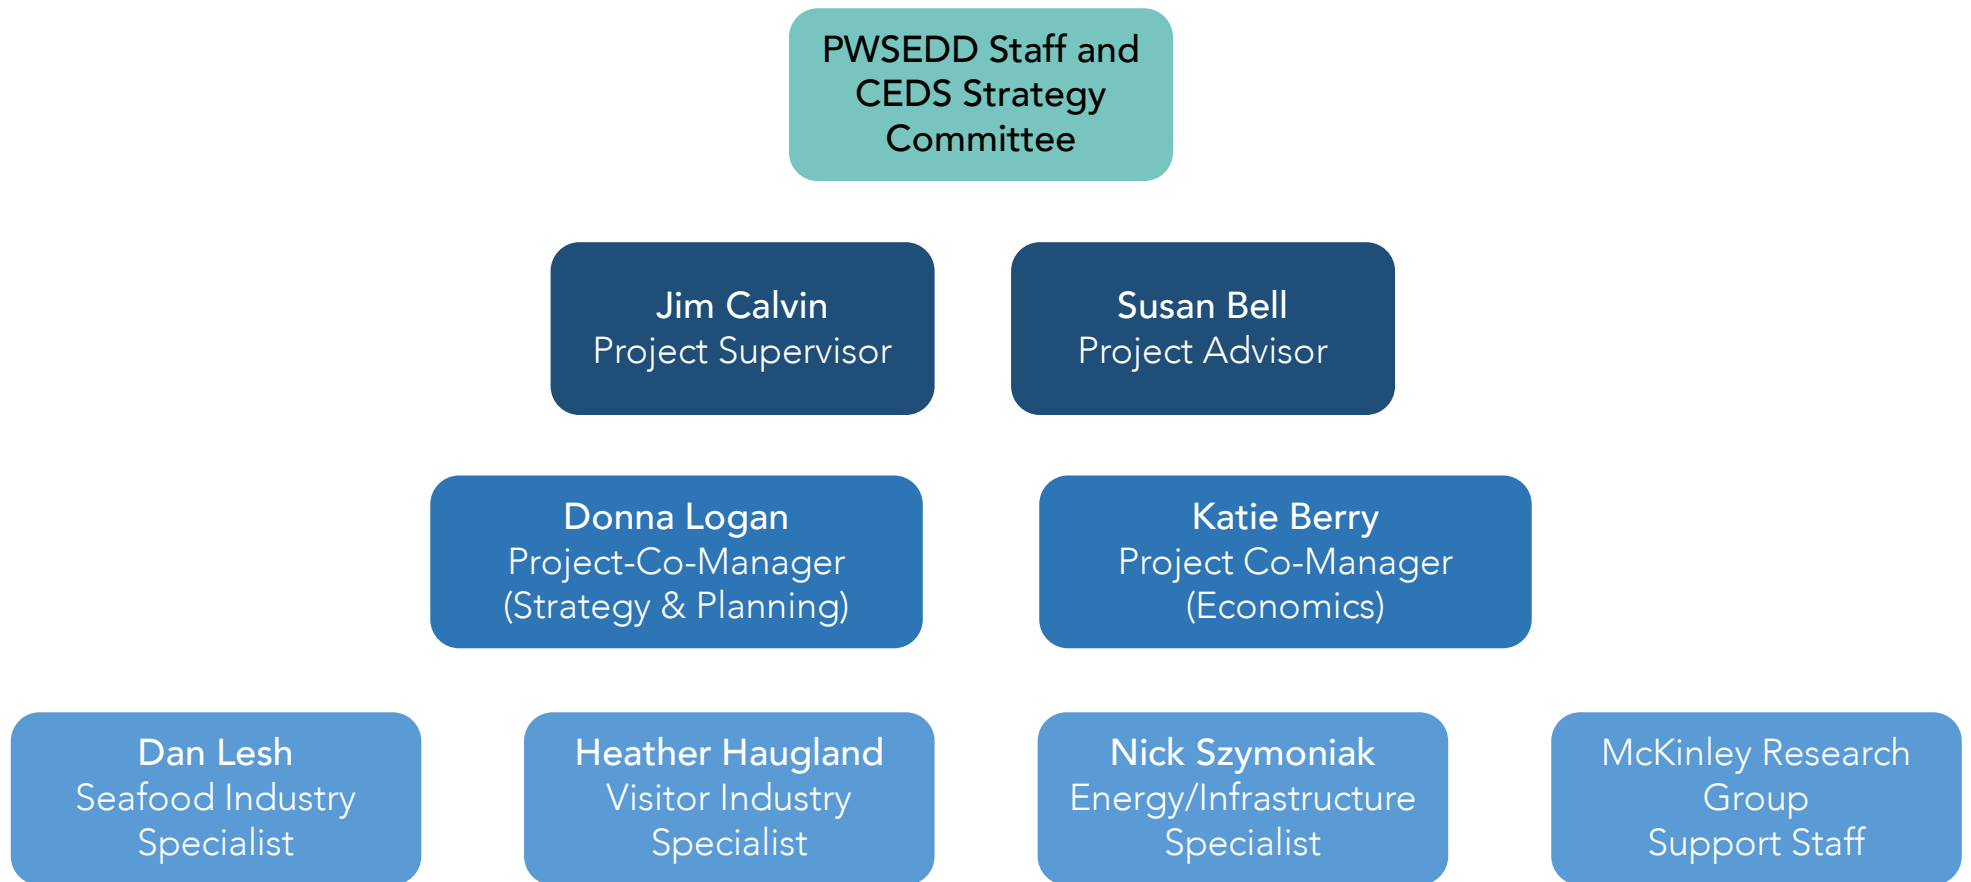 PWSEDD Staff and
CEDS Strategy
Committee
Jim Calvin
Project Supervisor
Susan Bell
Project Advisor
Donna Logan
Project-Co-Manager
(Strategy & Planning)
Katie Berry
Project Co-Manager
(Economics)
Dan Lesh
Seafood Industry
Specialist
Heather Haugland
Visitor Industry
Specialist
Nick Szymoniak
Energy/Infrastructure
Specialist
McKinley Research
Group
Support Staff